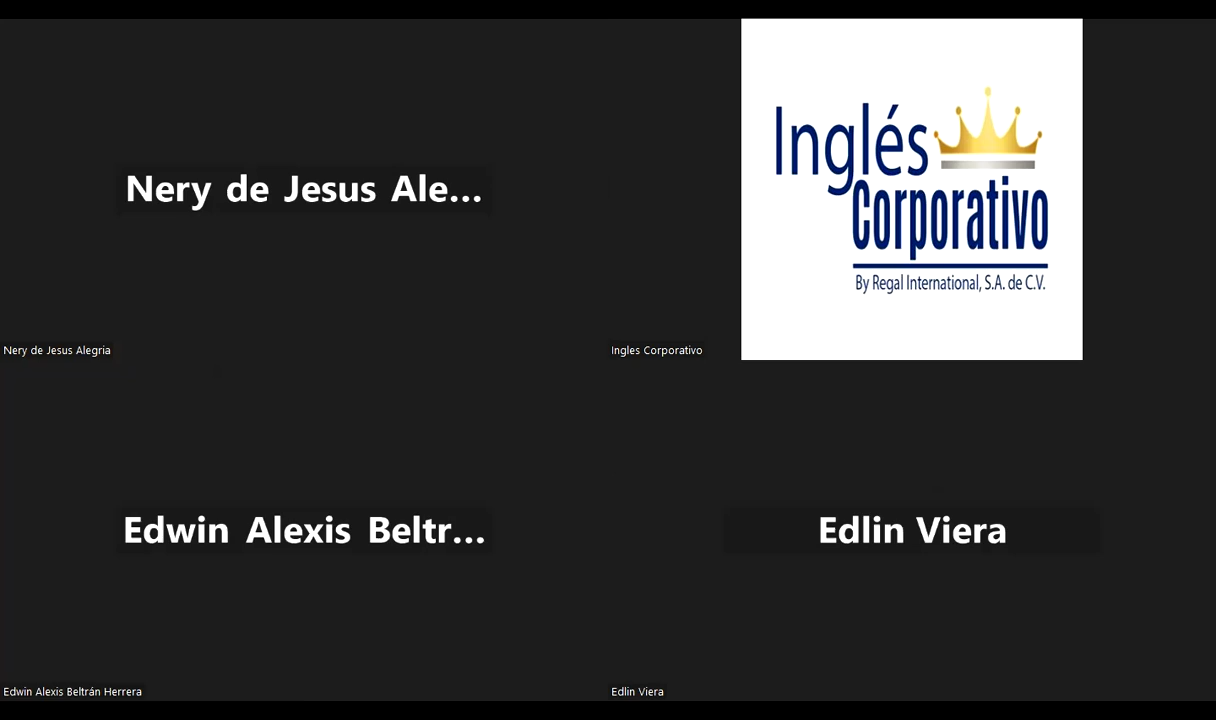 Nery de Jesus Ale...
Nery de Jesus Alegria
Inglés
Corporativo
By Regal International, S.A. de C.V.
Ingles Corporativo
Edwin Alexis Beltr...
Edwin Alexis Beltrán Herrera
Edlin Viera
Edlin Viera